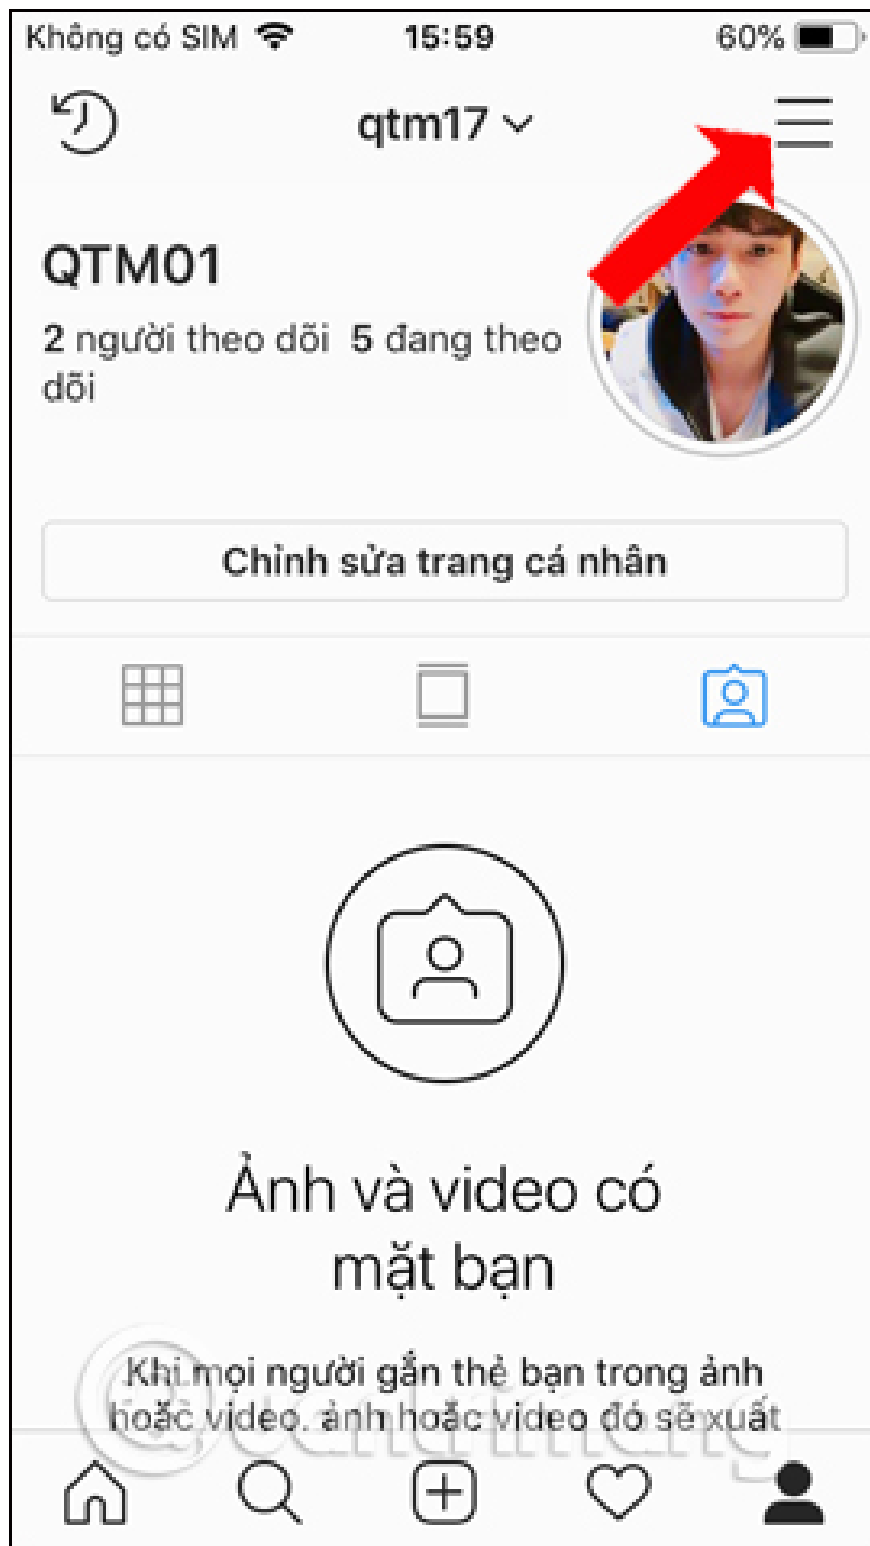 Không có SIM 15:59 60%
qtm17
QTM01
2 người theo dõi 5 đang theo
dõi
Chỉnh sửa trang cá nhân
Ảnh và video có
mặt bạn
Khi mọi người gắn thẻ bạn trong ảnh
hoặc video, ảnh hoặc video đó sẽ xuất
@uantrimang